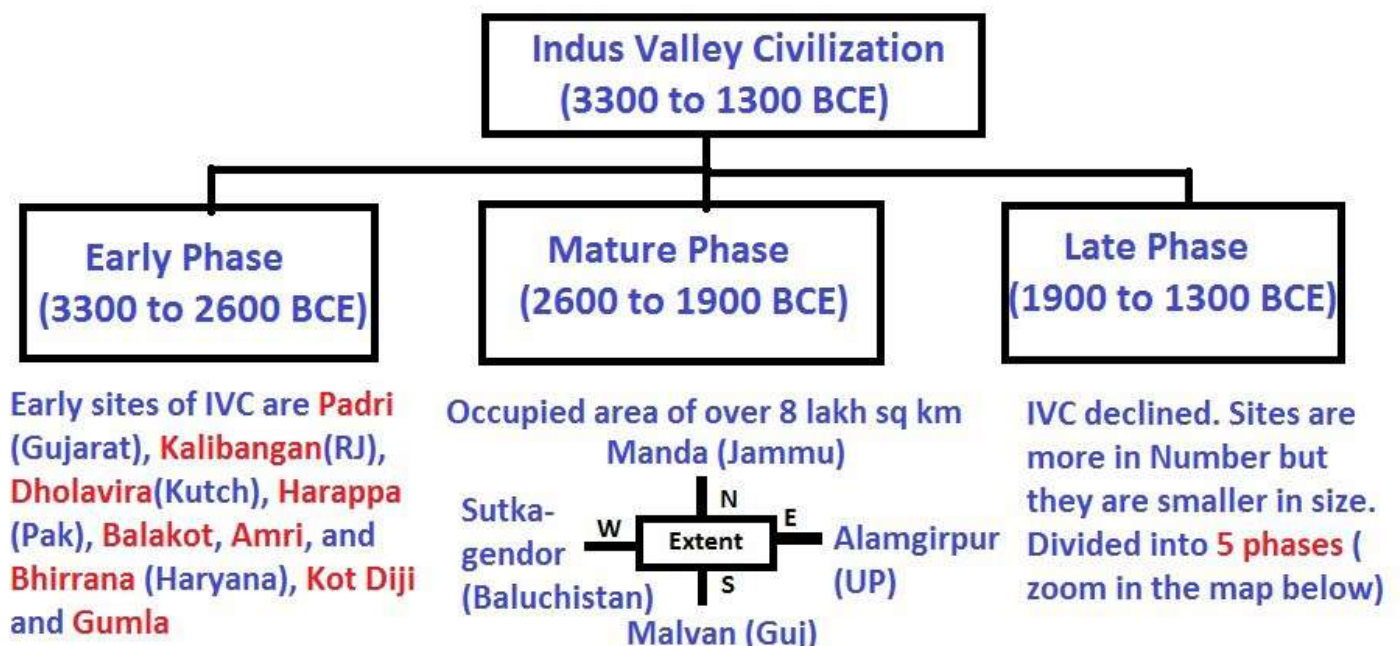 Indus Valley Civilization
(3300 to 1300 BCE)
Early Phase
(3300 to 2600 BCE)
Mature Phase
(2600 to 1900 BCE)
Late Phase
(1900 to 1300 BCE)
Early sites of IVC are Padri
(Gujarat), Kalibangan(RJ),
Dholavira(Kutch), Harappa
(Pak), Balakot, Amri, and
Bhirrana (Haryana), Kot Diji
and Gumla
Occupied area of over 8 lakh sq km
Manda (Jammu)
N
Sutka-
gendor
(Baluchistan)
W
Extent
E
Alamgirpur
(UP)
S
Malvan (Guj)
IVC declined. Sites are
more in Number but
they are smaller in size.
Divided into 5 phases (
zoom in the map below)